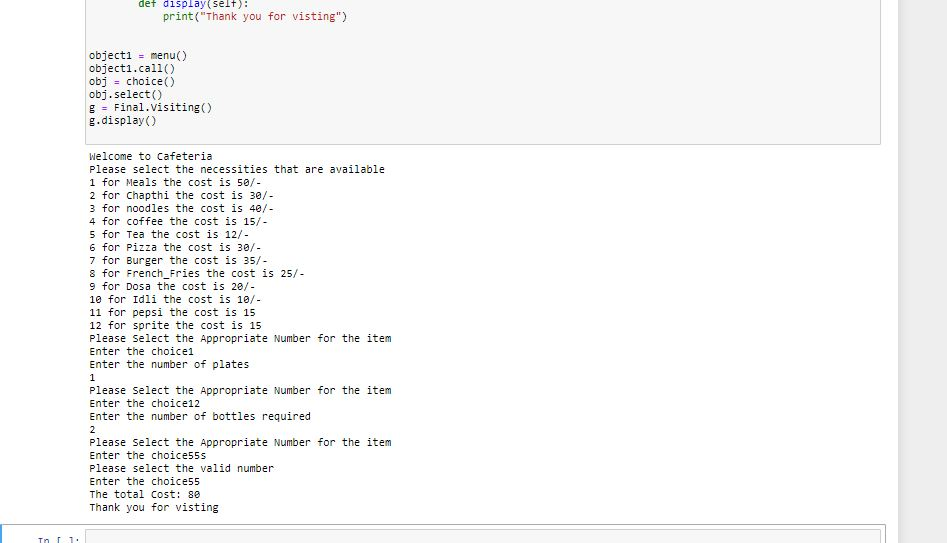 def display(self):
print("Thank you for visting")
object1 = menu()
object1.call()
obj = choice()
obj.select()
g = Final.Visiting()
g.display()
Welcome to Cafeteria
Please select the necessities that are available
1 for Meals the cost is 50/-
2 for Chapthi the cost is 30/-
3 for noodles the cost is 40/-
4 for coffee the cost is 15/-
5 for Tea the cost is 12/-
6 for Pizza the cost is 30/-
7 for Burger the cost is 35/-
8 for French_Fries the cost is 25/-
9 for Dosa the cost is 20/-
10 for Idli the cost is 10/-
11 for pepsi the cost is 15
12 for sprite the cost is 15
Please Select the Appropriate Number for the item
Enter the choice1
Enter the number of plates
1
Please Select the Appropriate Number for the item
Enter the choice12
Enter the number of bottles required
2
Please Select the Appropriate Number for the item
Enter the choice55s
Please select the valid number
Enter the choice55
The total Cost: 80
Thank you for visting
In [ ]: